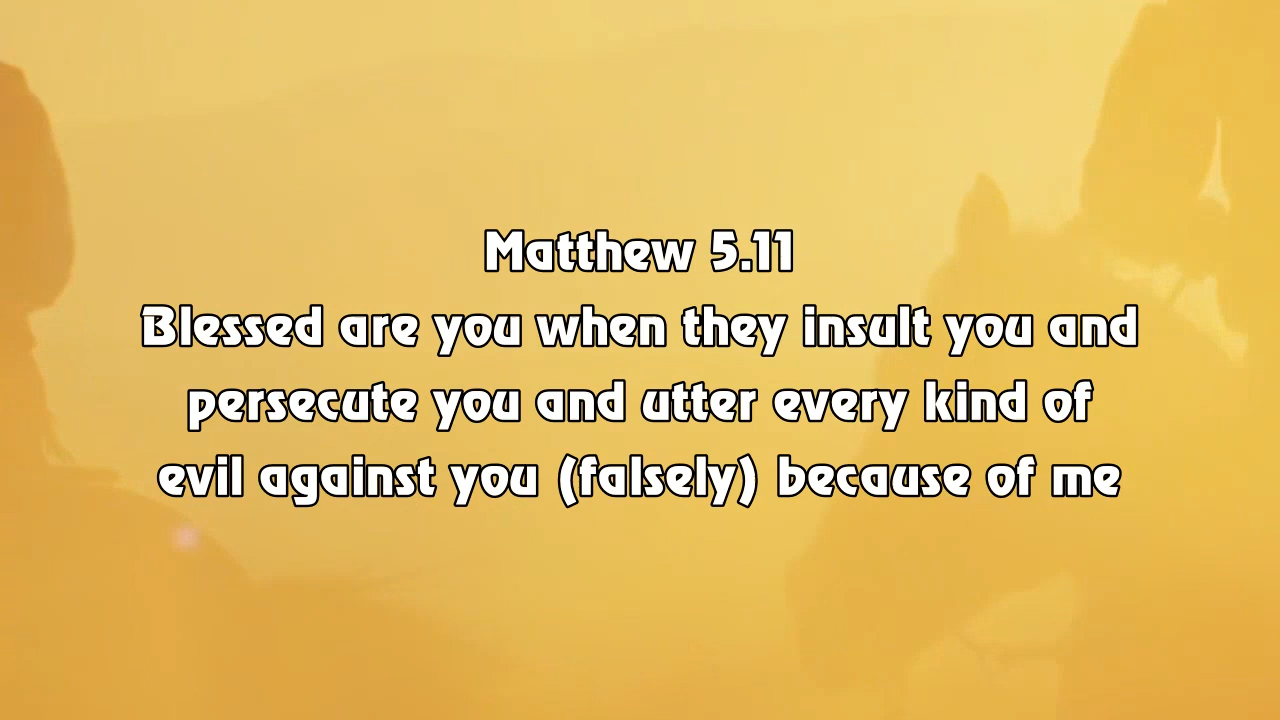 Matthew 5.11
Blessed are you when they insult you and
persecute you and utter every kind of
evil against you (falsely) because of me